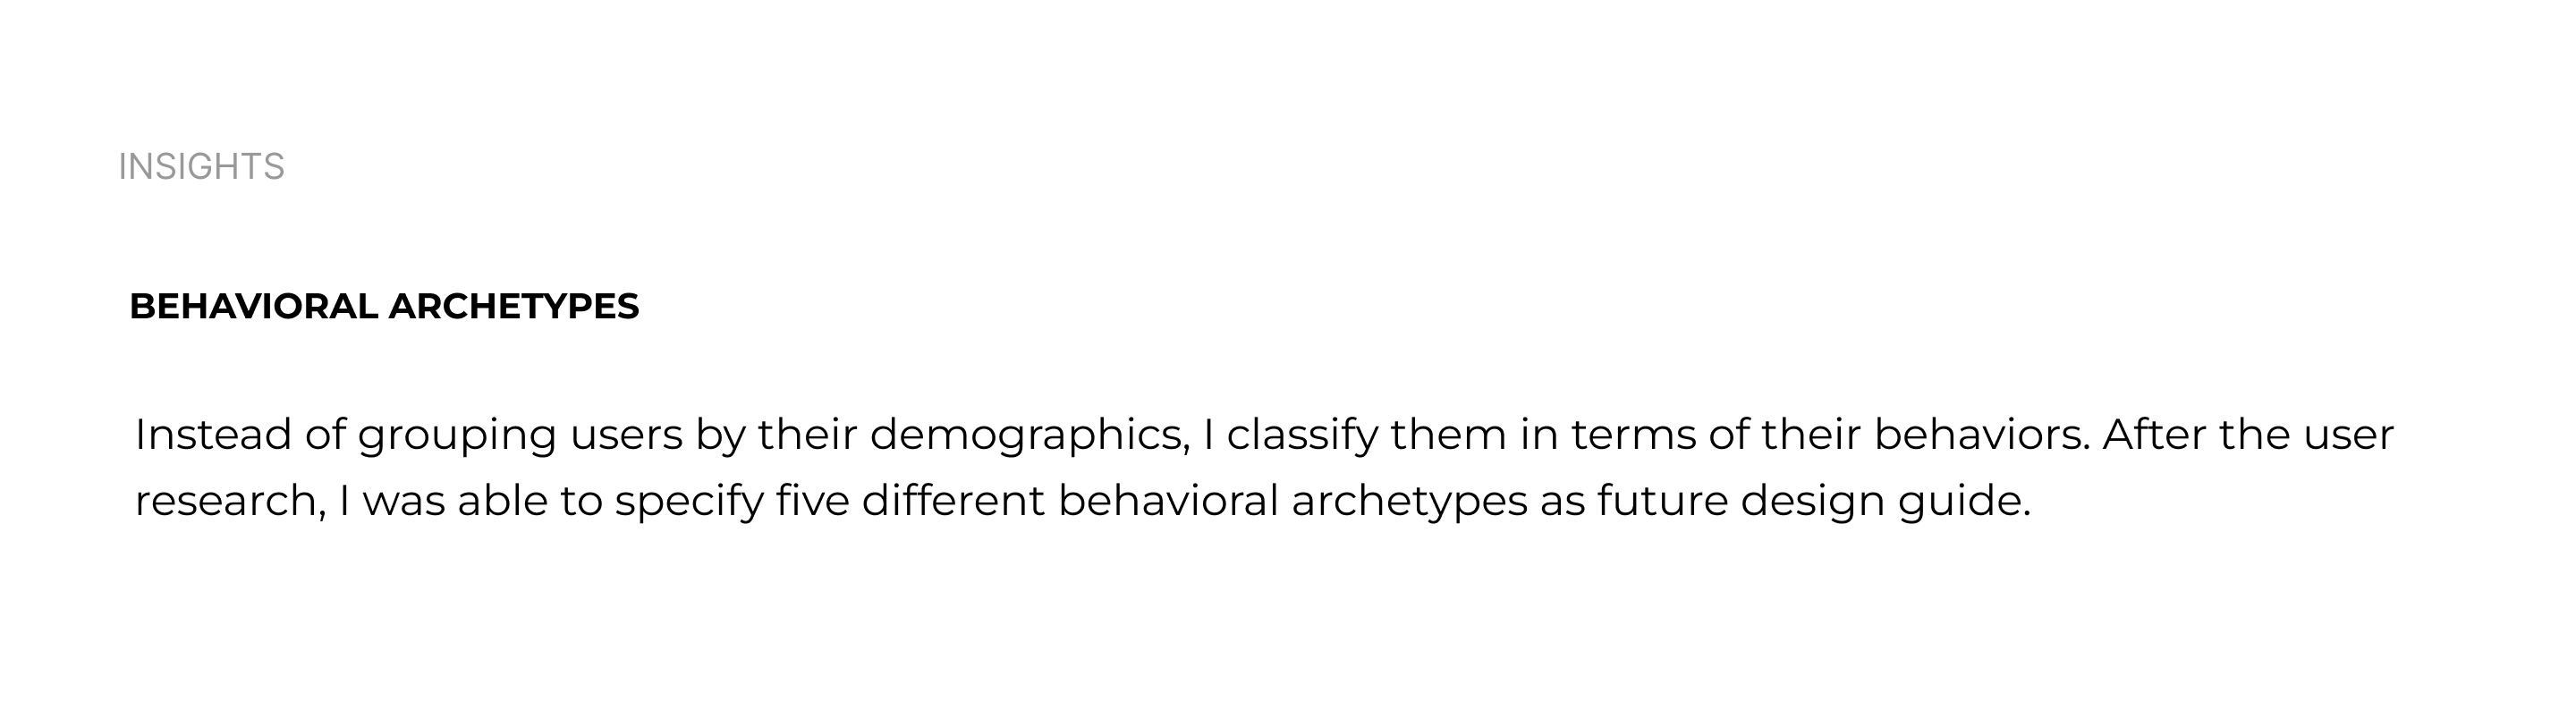 INSIGHTS
BEHAVIORAL ARCHETYPES
Instead of grouping users by their demographics, I classify them in terms of their behaviors. After the user
research, I was able to specify five different behavioral archetypes as future design guide.